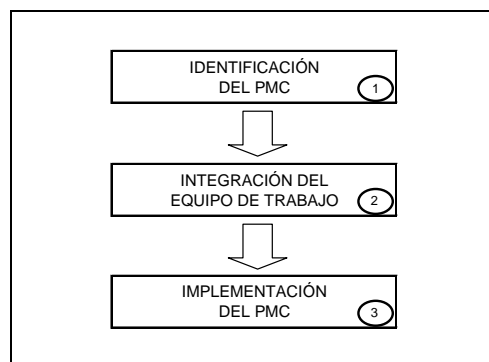 IDENTIFICACIÓN
DEL PMC
1
INTEGRACIÓN DEL
EQUIPO DE TRABAJO
2
IMPLEMENTACIÓN
DEL PMC
3